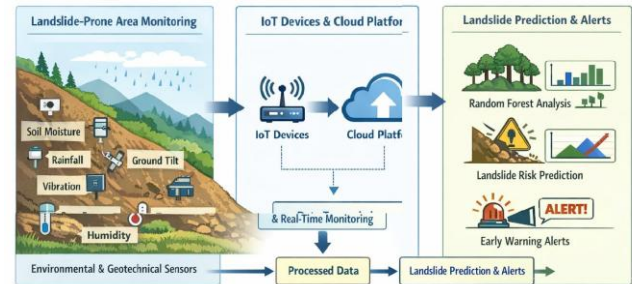 Landslide-Prone Area Monitoring
Soil Moisture
Rainfall
Ground Tilt
Vibration
Humidity
Environmental & Geotechnical Sensors
IoT Devices & Cloud Platfor
IoT Devices
Cloud Platf
& Real-Time Monitoring
Processed Data
Landslide Prediction & Alerts
Random Forest Analysis
Landslide Risk Prediction
ALERT!
Early Warning Alerts
Landslide Prediction & Alerts